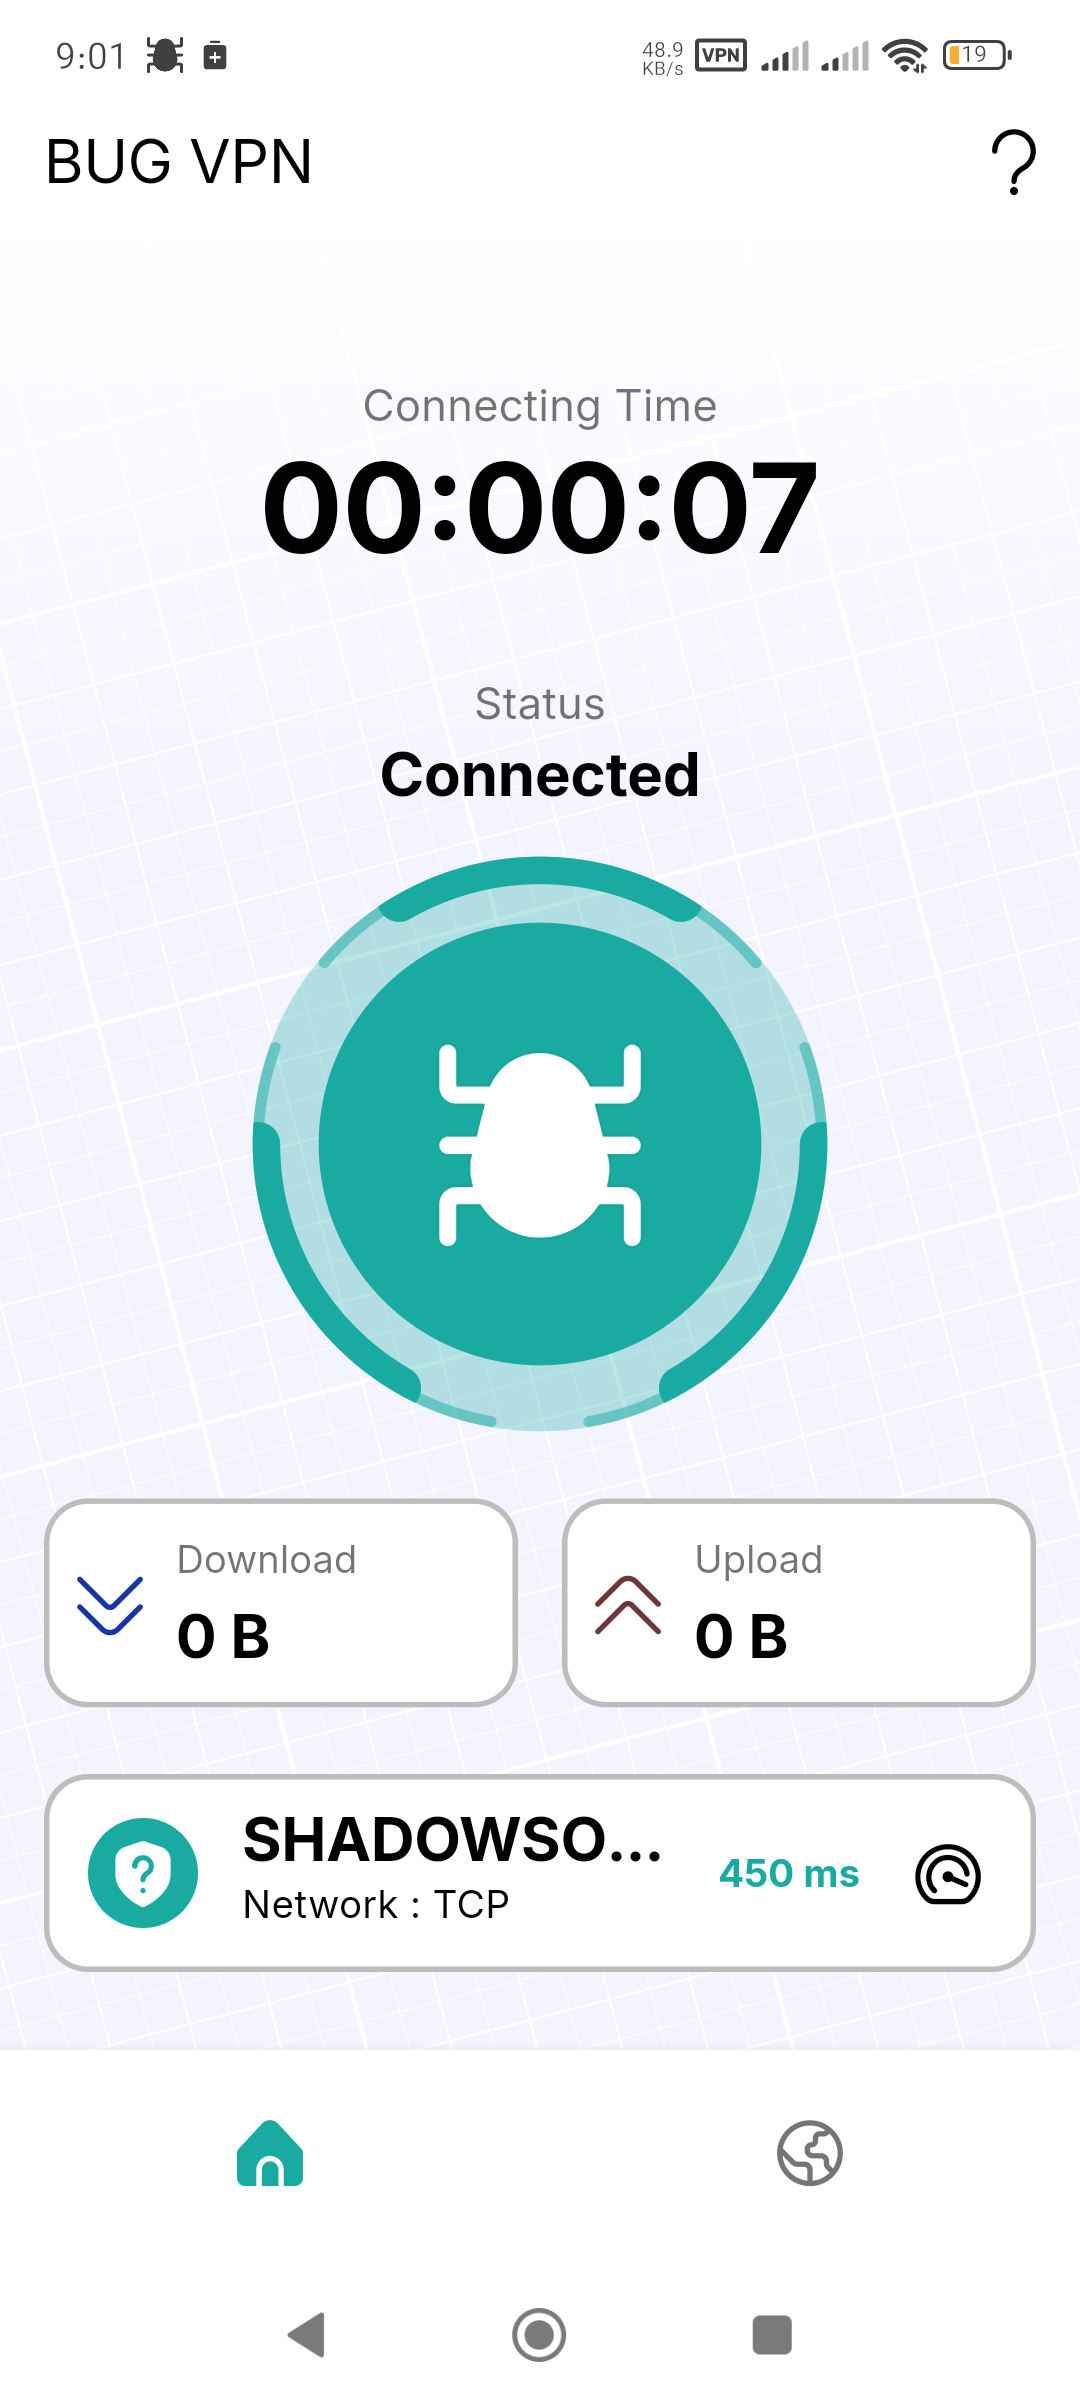 9:01
48.9 KB/s
VPN
19
BUG VPN
?
Connecting Time
00:00:07
Status
Connected
Download
0 B
Upload
0 B
SHADOWSO...
Network : TCP
450 ms